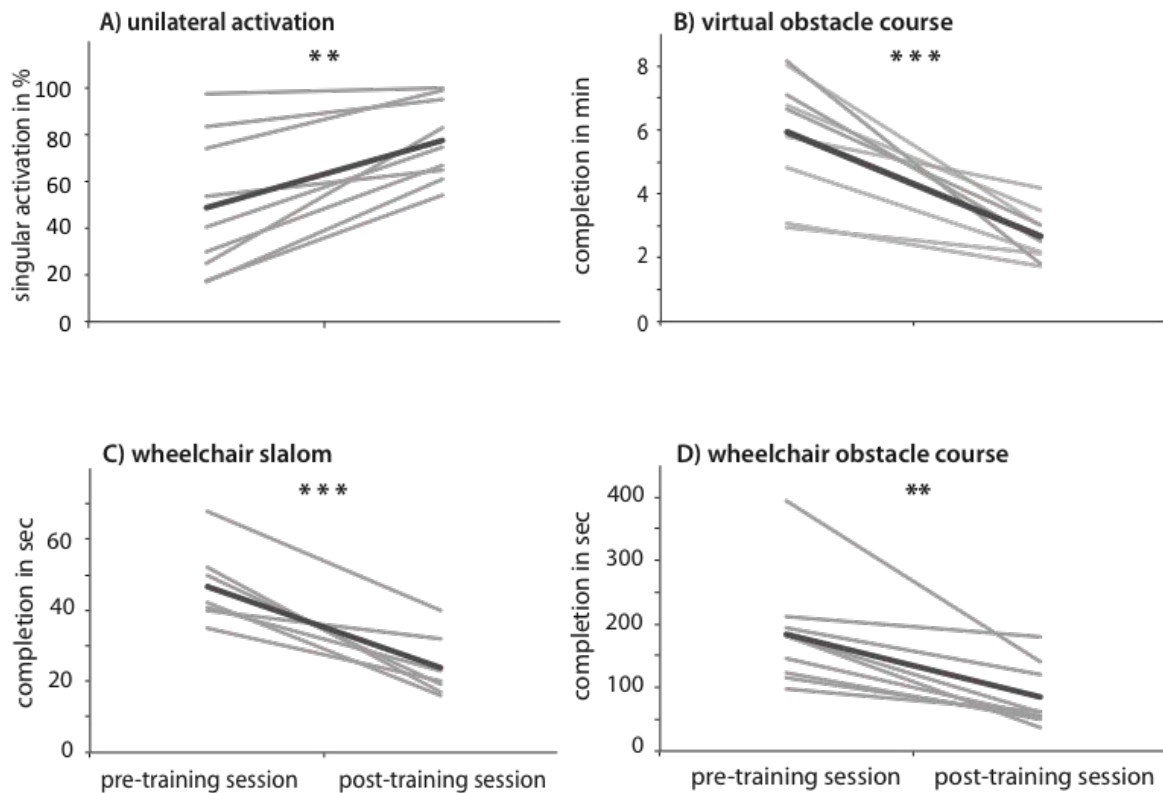 A) unilateral activation
**
singular activation in %
100
80
60
40
20
0
B) virtual obstacle course
***
completion in min
8
6
4
2
0
C) wheelchair slalom
***
completion in sec
60
40
20
0
pre-training session post-training session
D) wheelchair obstacle course
**
completion in sec
400
300
200
100
0
pre-training session post-training session